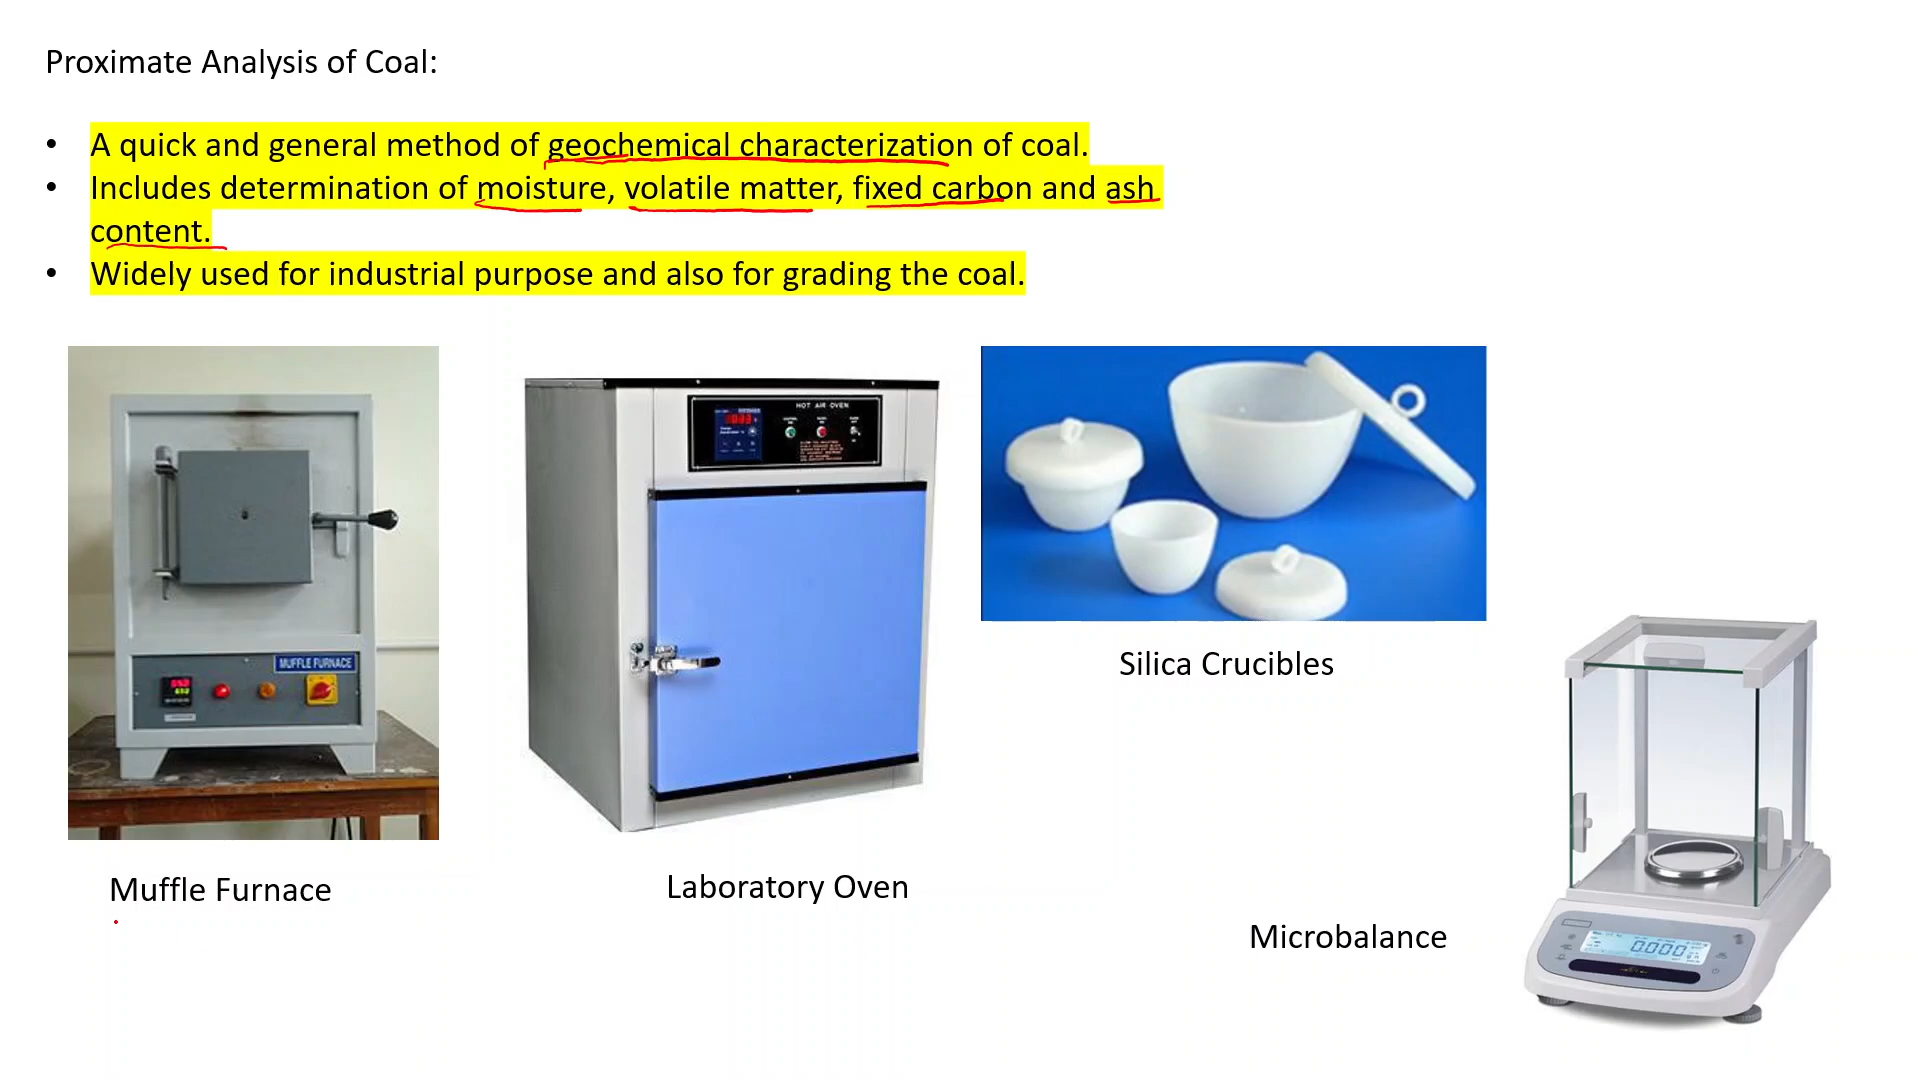 Proximate Analysis of Coal:
• A quick and general method of geochemical characterization of coal.
• Includes determination of moisture, volatile matter, fixed carbon and ash
content.
• Widely used for industrial purpose and also for grading the coal.
HOT AIR OVEN
MUFFLE FURNACE
Silica Crucibles
Muffle Furnace
Laboratory Oven
Microbalance
0.000